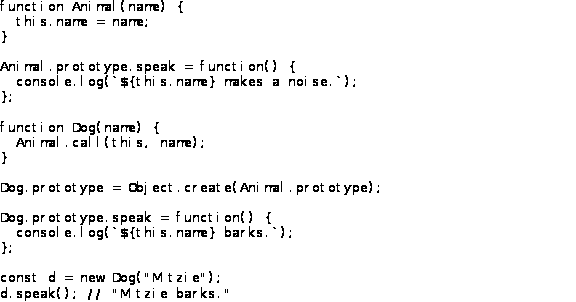 function Animal(name) {
  this.name = name;
}

Animal.prototype.speak = function() {
  console.log(`${this.name} makes a noise.`);
};

function Dog(name) {
  Animal.call(this, name);
}

Dog.prototype = Object.create(Animal.prototype);

Dog.prototype.speak = function() {
  console.log(`${this.name} barks.`);
};

const d = new Dog("Mtzie");
d.speak(); // "Mtzie barks."